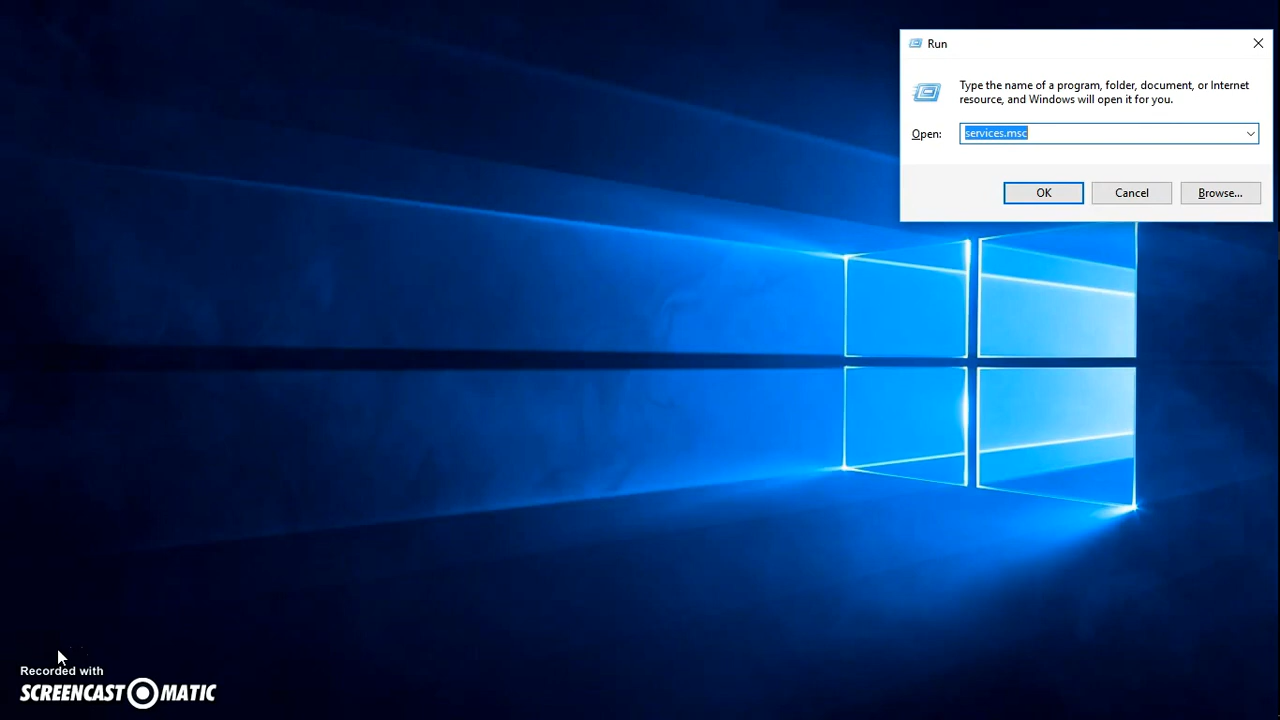 Run
Type the name of a program, folder, document, or Internet
resource, and Windows will open it for you.
Open:
services.msc
OK
Cancel
Browse...
Recorded with
SCREENCAST MATIC